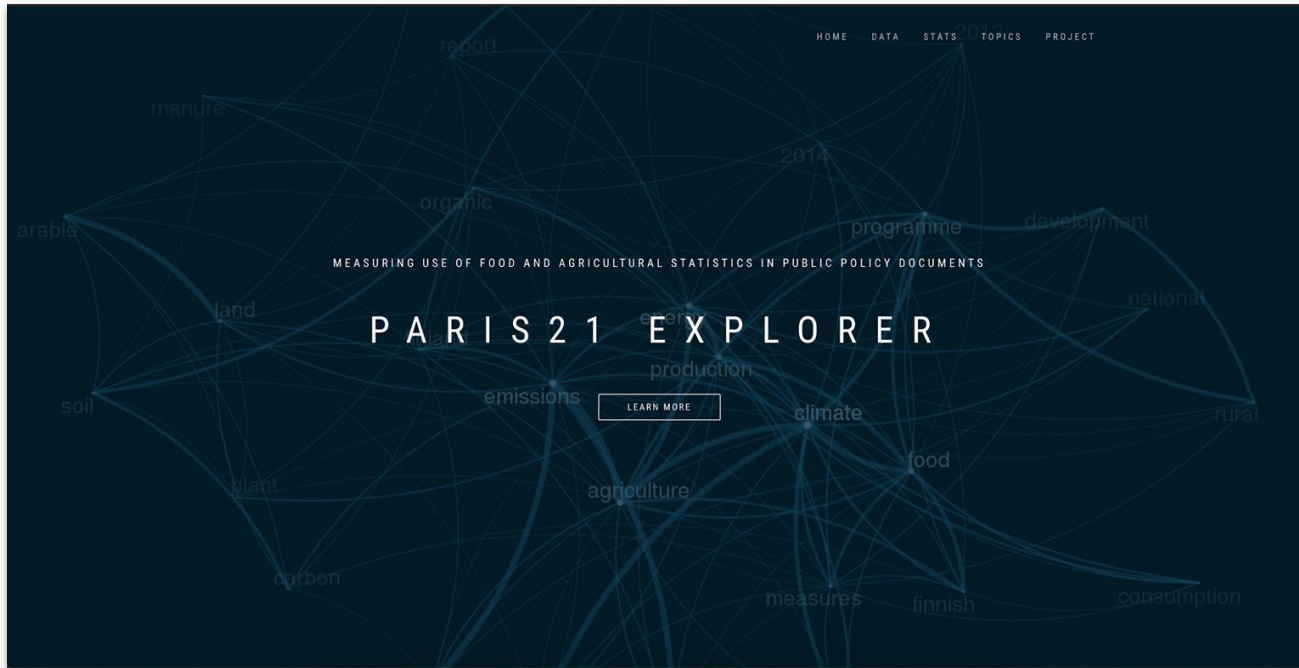 2013
HOME DATA STATS TOPICS PROJECT
report
manure
2014
organic
arable
programme
development
MEASURING USE OF FOOD AND AGRICULTURAL STATISTICS IN PUBLIC POLICY DOCUMENTS
national
land
PARIS21 EXPLORER
production
emissions
LEARN MORE
climate
soil
rural
food
plant
agriculture
carbon
measures
finnish
consumption